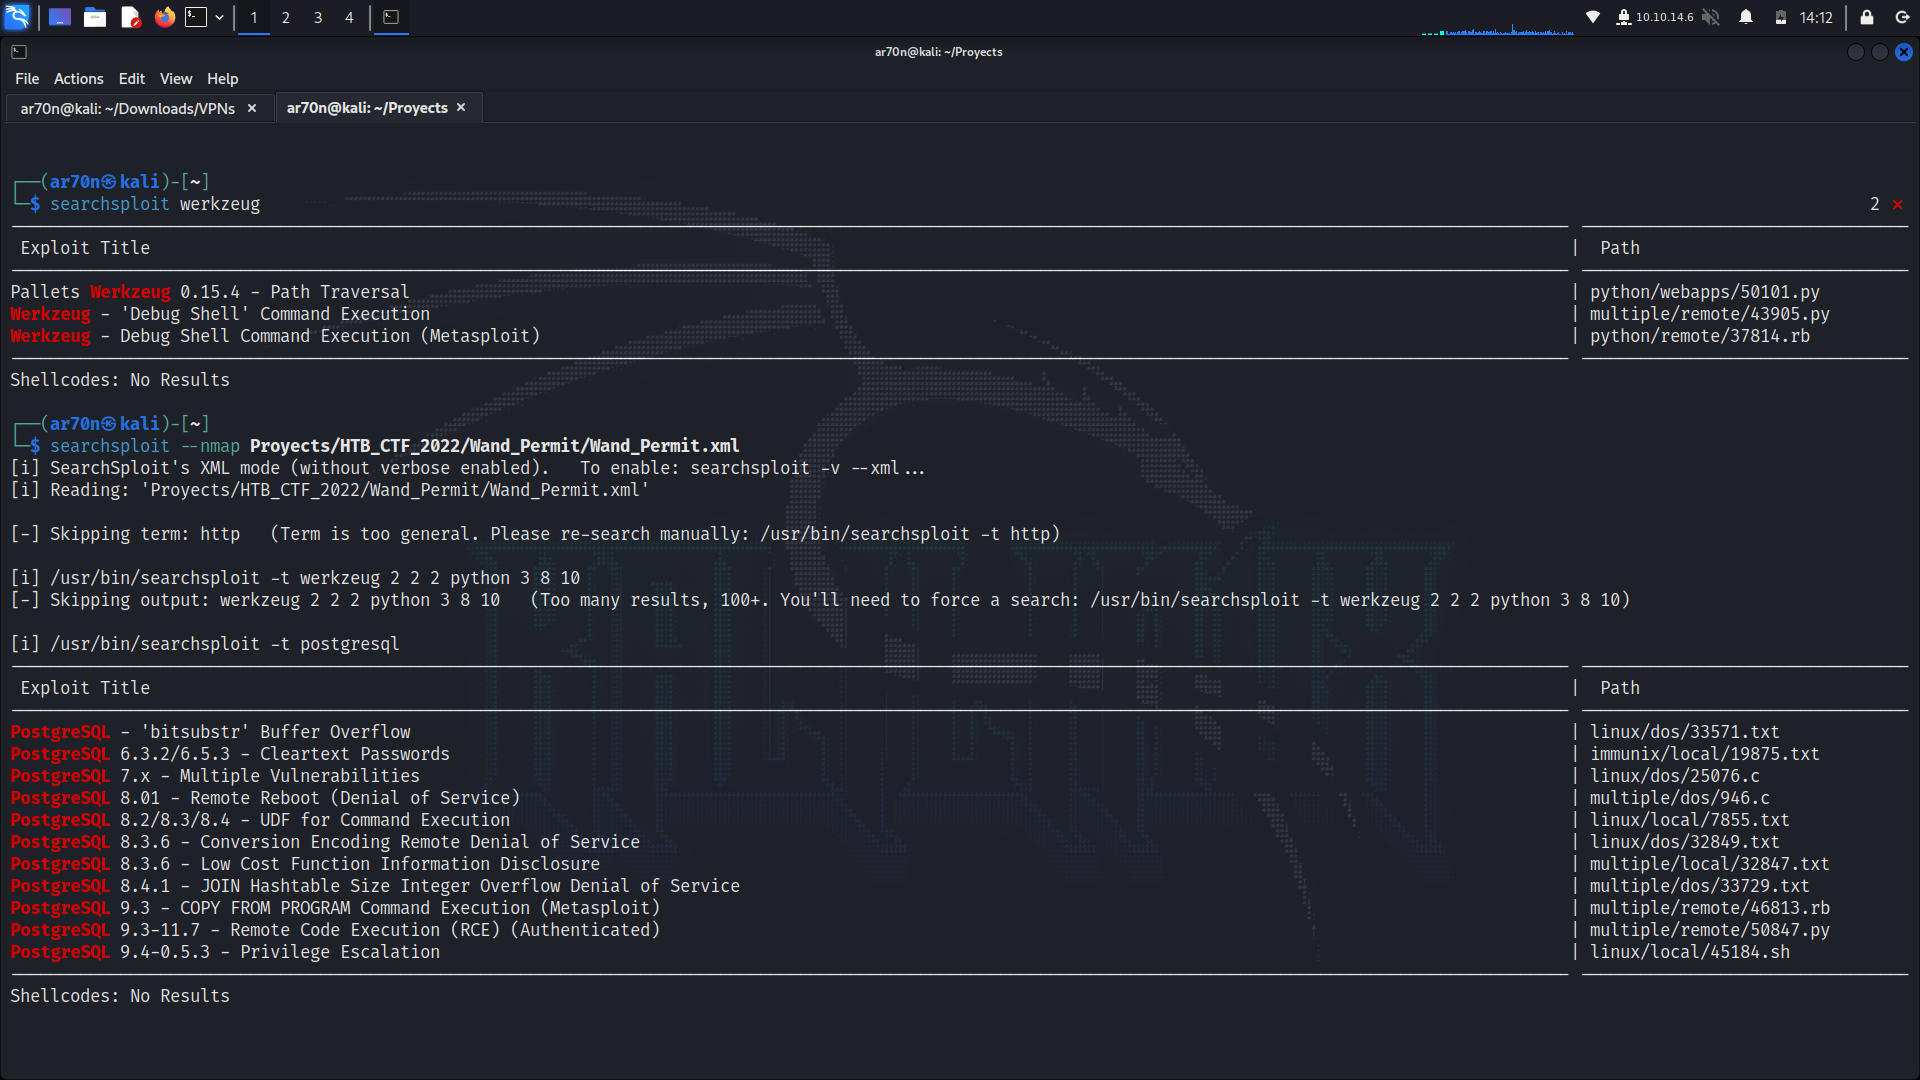 1 2 3 4 10.10.14.6 14:12
ar70n@kali: ~/Proyects
File Actions Edit View Help
ar70n@kali: ~/Downloads/VPNs × ar70n@kali: ~/Proyects ×
┌──(ar70n㉿kali)-[~]
└─$ searchsploit werkzeug 2 ⨯
Exploit Title | Path
Pallets Werkzeug 0.15.4 - Path Traversal | python/webapps/50101.py
Werkzeug - 'Debug Shell' Command Execution | multiple/remote/43905.py
Werkzeug - Debug Shell Command Execution (Metasploit) | python/remote/37814.rb
Shellcodes: No Results
┌──(ar70n㉿kali)-[~]
└─$ searchsploit --nmap Proyects/HTB_CTF_2022/Wand_Permit/Wand_Permit.xml
[i] SearchSploit's XML mode (without verbose enabled).   To enable: searchsploit -v --xml...
[i] Reading: 'Proyects/HTB_CTF_2022/Wand_Permit/Wand_Permit.xml'
[-] Skipping term: http   (Term is too general. Please re-search manually: /usr/bin/searchsploit -t http)
[i] /usr/bin/searchsploit -t werkzeug 2 2 2 python 3 8 10
[-] Skipping output: werkzeug 2 2 2 python 3 8 10   (Too many results, 100+. You'll need to force a search: /usr/bin/searchsploit -t werkzeug 2 2 2 python 3 8 10)
[i] /usr/bin/searchsploit -t postgresql
Exploit Title | Path
PostgreSQL - 'bitsubstr' Buffer Overflow | linux/dos/33571.txt
PostgreSQL 6.3.2/6.5.3 - Cleartext Passwords | immunix/local/19875.txt
PostgreSQL 7.x - Multiple Vulnerabilities | linux/dos/25076.c
PostgreSQL 8.01 - Remote Reboot (Denial of Service) | multiple/dos/946.c
PostgreSQL 8.2/8.3/8.4 - UDF for Command Execution | linux/local/7855.txt
PostgreSQL 8.3.6 - Conversion Encoding Remote Denial of Service | linux/dos/32849.txt
PostgreSQL 8.3.6 - Low Cost Function Information Disclosure | multiple/local/32847.txt
PostgreSQL 8.4.1 - JOIN Hashtable Size Integer Overflow Denial of Service | multiple/dos/33729.txt
PostgreSQL 9.3 - COPY FROM PROGRAM Command Execution (Metasploit) | multiple/remote/46813.rb
PostgreSQL 9.3-11.7 - Remote Code Execution (RCE) (Authenticated) | multiple/remote/50847.py
PostgreSQL 9.4-0.5.3 - Privilege Escalation | linux/local/45184.sh
Shellcodes: No Results